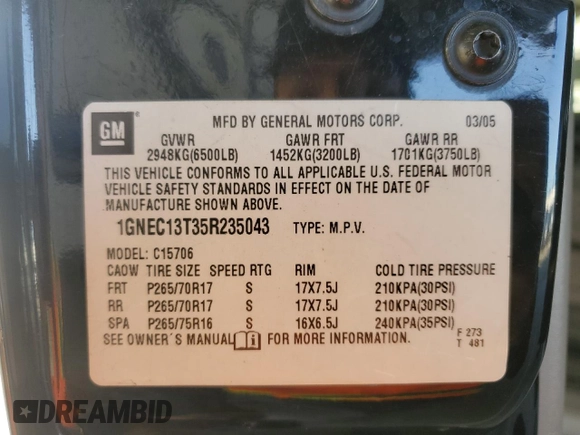 GM
MFD BY GENERAL MOTORS CORP. 03/05
GVWR GAWR FRT GAWR RR
2948KG(6500LB) 1452KG(3200LB) 1701KG(3750LB)
THIS VEHICLE CONFORMS TO ALL APPLICABLE U.S. FEDERAL MOTOR
VEHICLE SAFETY STANDARDS IN EFFECT ON THE DATE OF
MANUFACTURE SHOWN ABOVE.
1GNEC13T35R235043 TYPE: M.P.V.
MODEL: C15706
CAOW TIRE SIZE SPEED RTG RIM COLD TIRE PRESSURE
FRT P265/70R17 S 17X7.5J 210KPA(30PSI)
RR P265/70R17 S 17X7.5J 210KPA(30PSI)
SPA P265/75R16 S 16X6.5J 240KPA(35PSI)
SEE OWNER´S MANUAL FOR MORE INFORMATION. F 273
T 481
DREAMBID